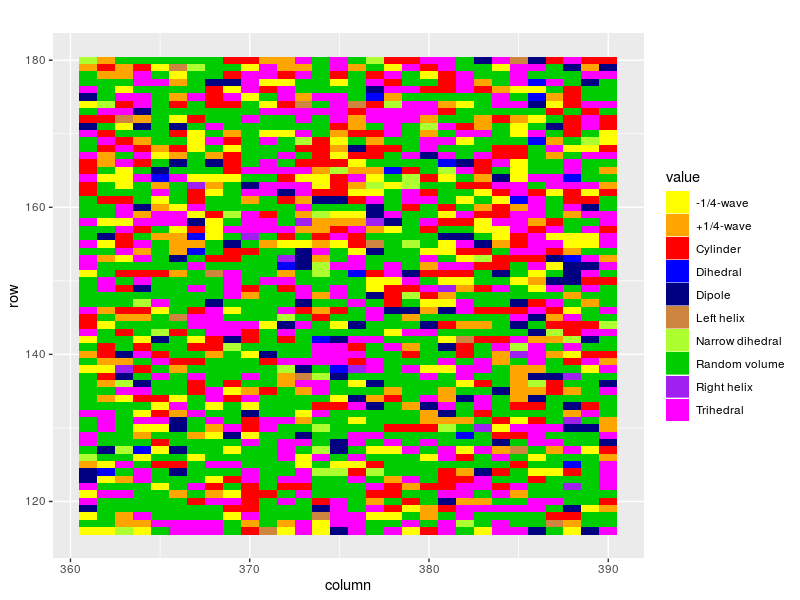 180
160
140
120
row
360
370
380
390
column
value
-1/4-wave
+1/4-wave
Cylinder
Dihedral
Dipole
Left helix
Narrow dihedral
Random volume
Right helix
Trihedral